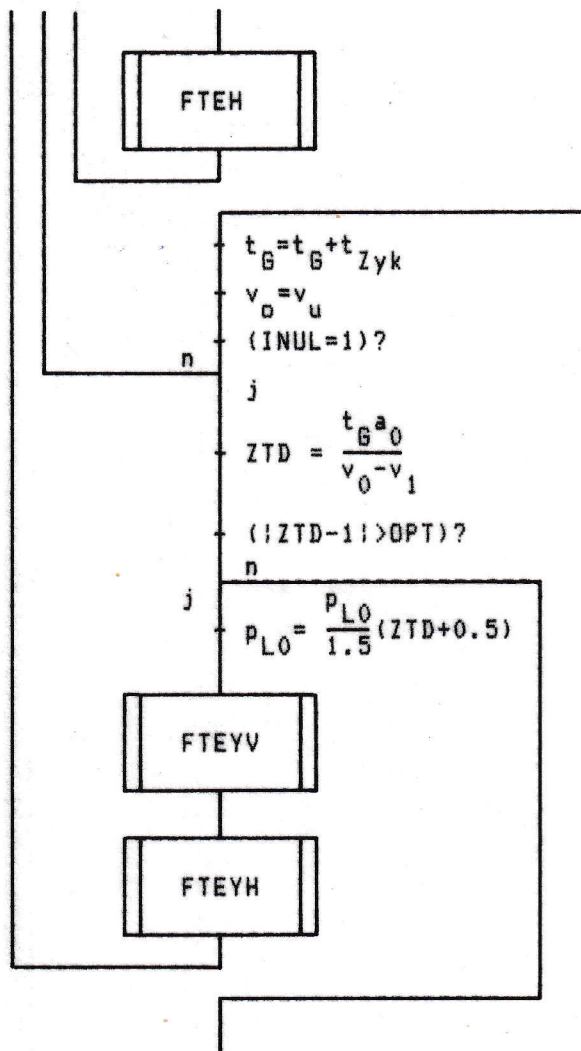 FTEH
t_G=t_G+t_Zyk
v_o=v_u
(INUL=1)?
n
j
ZTD = t_G a_0 / v_0-v_1
(|ZTD-1|>OPT)?
n
j
p_L0= p_L0/1.5 (ZTD+0.5)
FTEYV
FTEYH